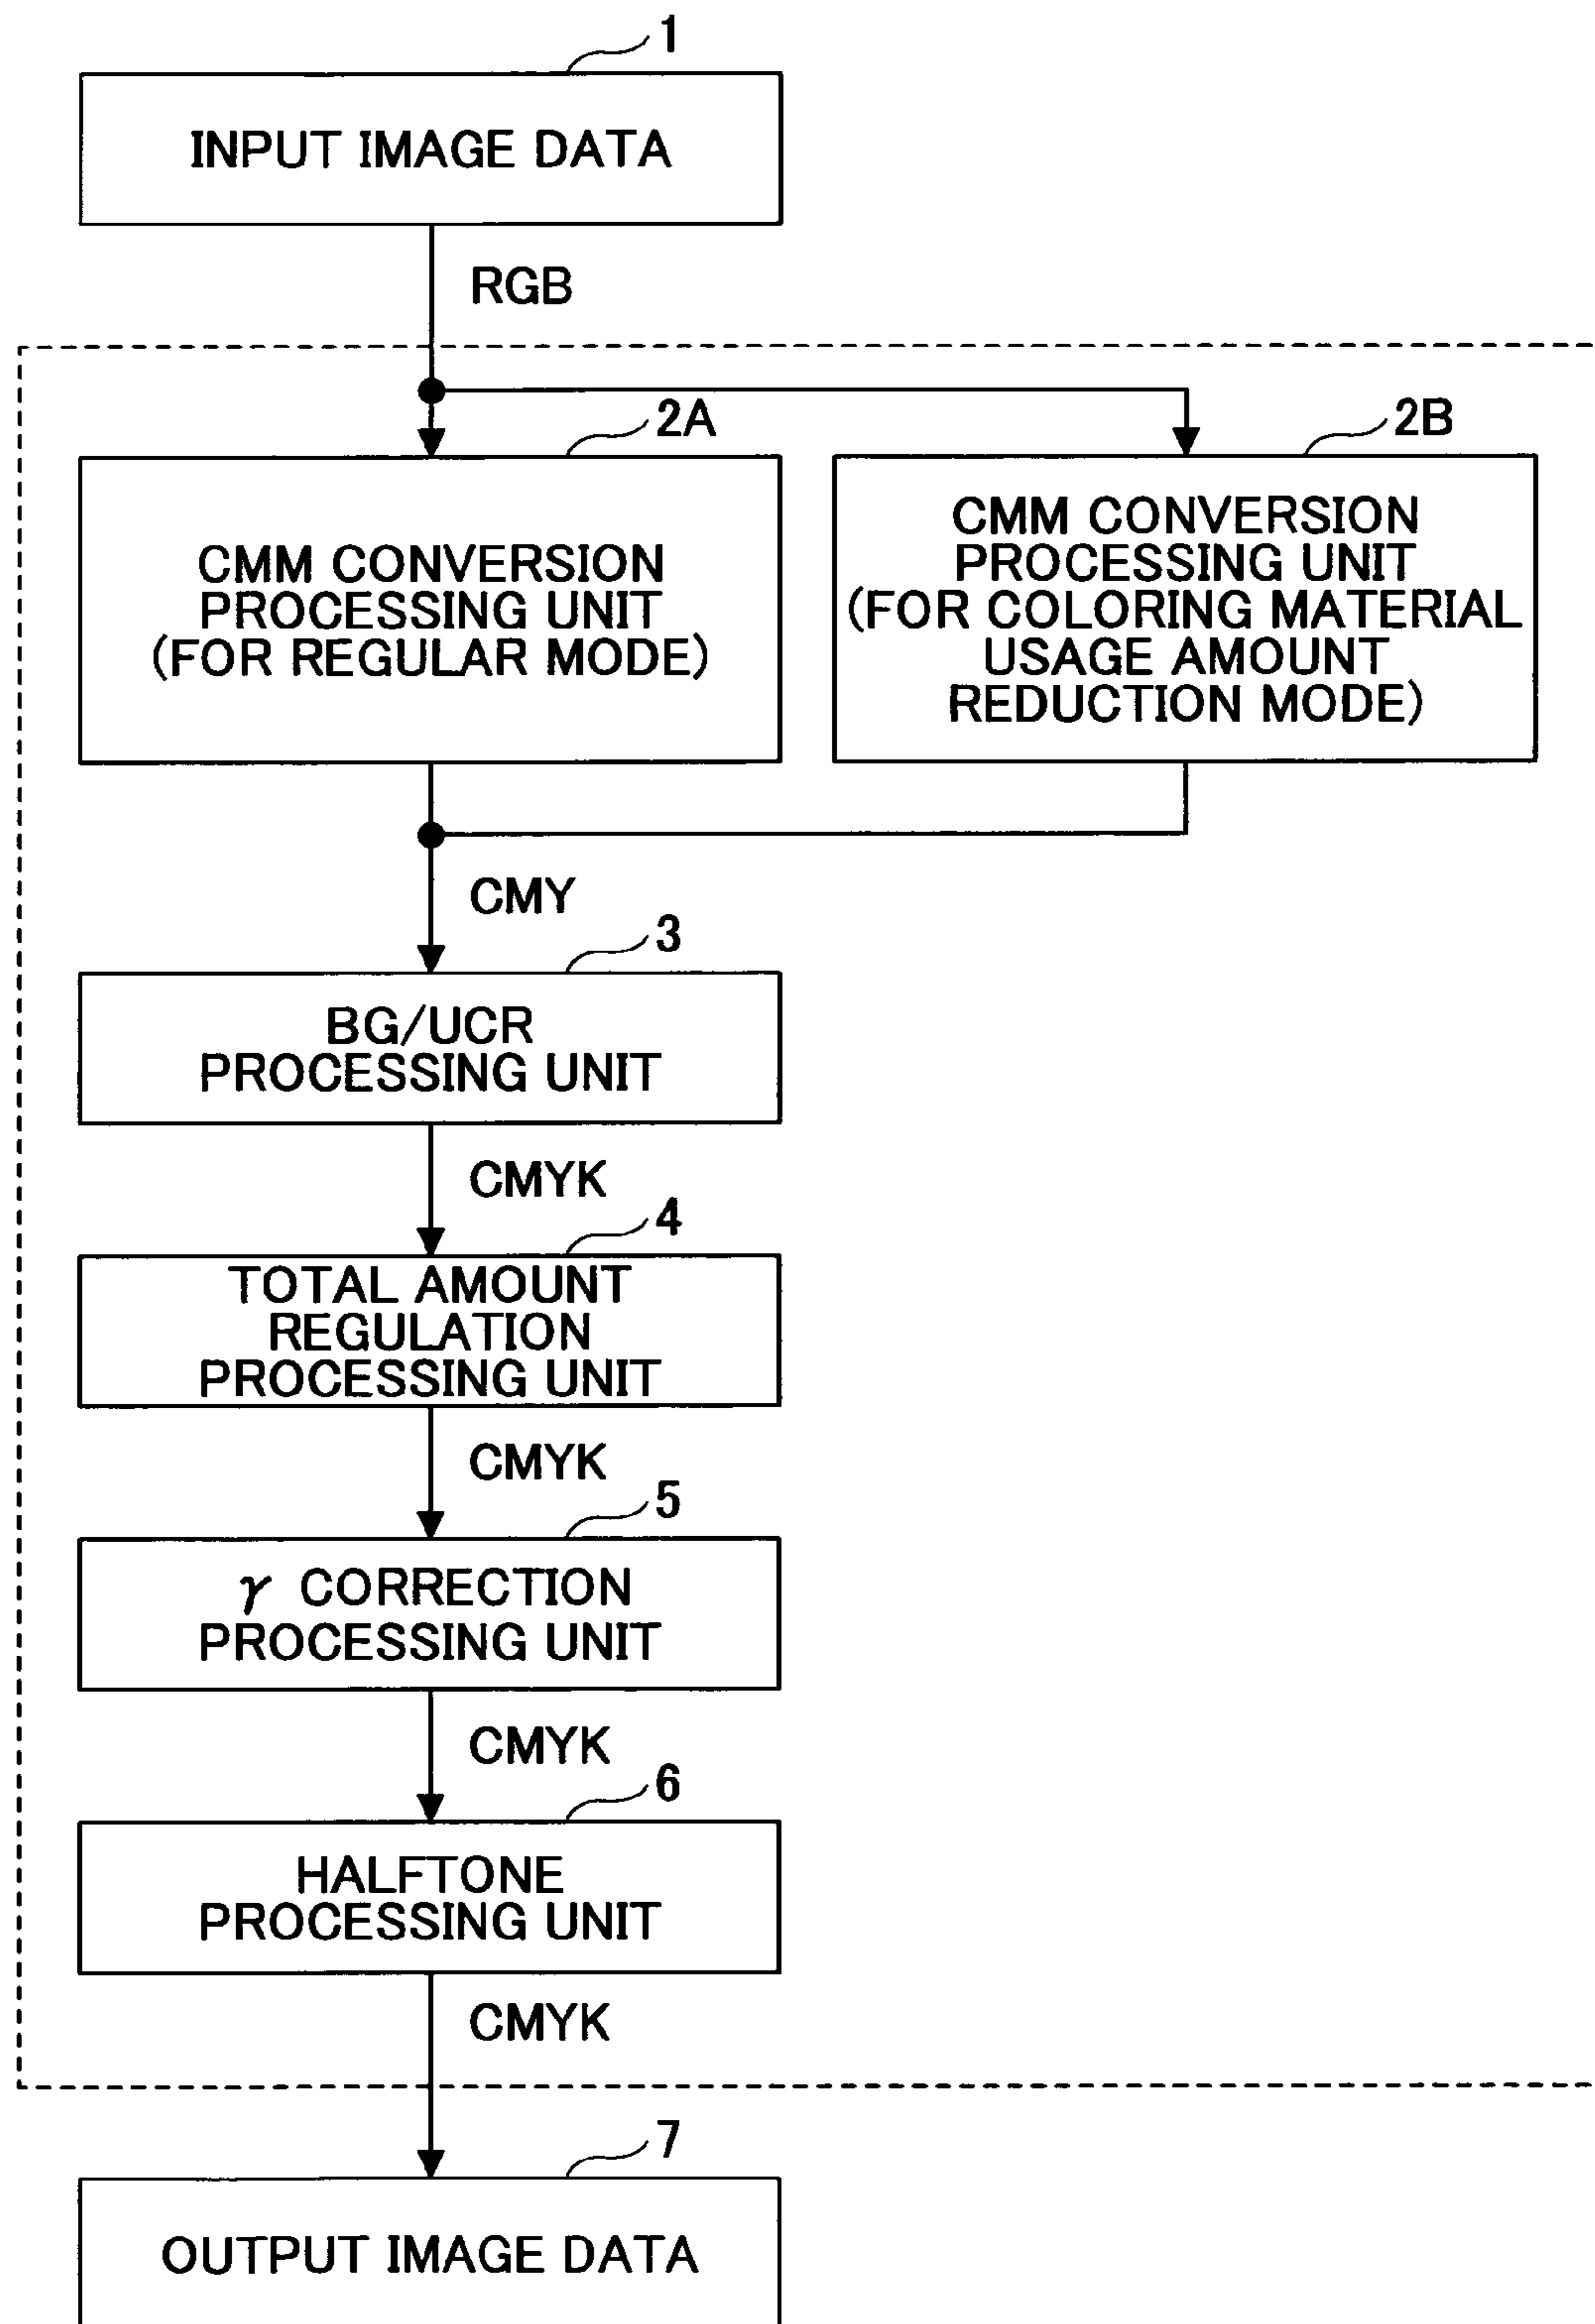 1
INPUT IMAGE DATA
RGB
2A
2B
CMM CONVERSION
PROCESSING UNIT
(FOR REGULAR MODE)
CMM CONVERSION
PROCESSING UNIT
(FOR COLORING MATERIAL
USAGE AMOUNT
REDUCTION MODE)
CMY
3
BG/UCR
PROCESSING UNIT
CMYK
4
TOTAL AMOUNT
REGULATION
PROCESSING UNIT
CMYK
5
γ CORRECTION
PROCESSING UNIT
CMYK
6
HALFTONE
PROCESSING UNIT
CMYK
7
OUTPUT IMAGE DATA